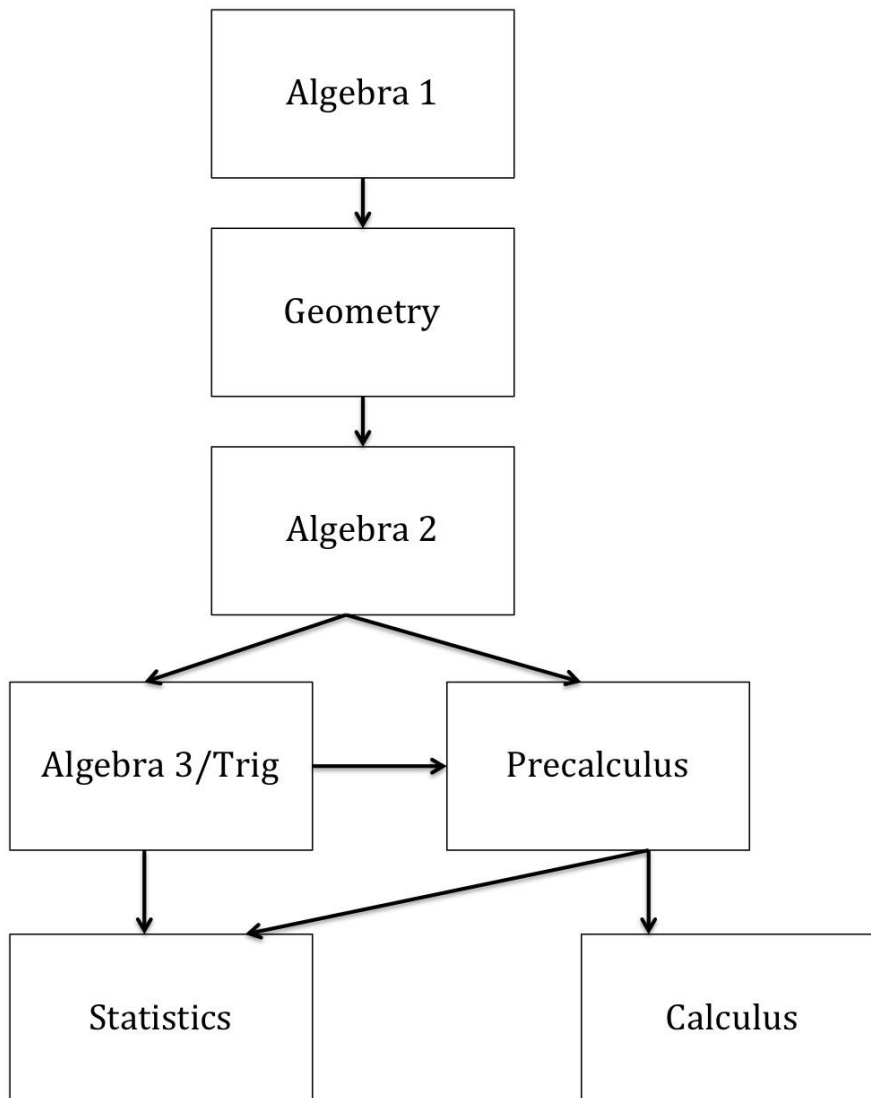 Algebra 1
Geometry
Algebra 2
Algebra 3/Trig
Precalculus
Statistics
Calculus